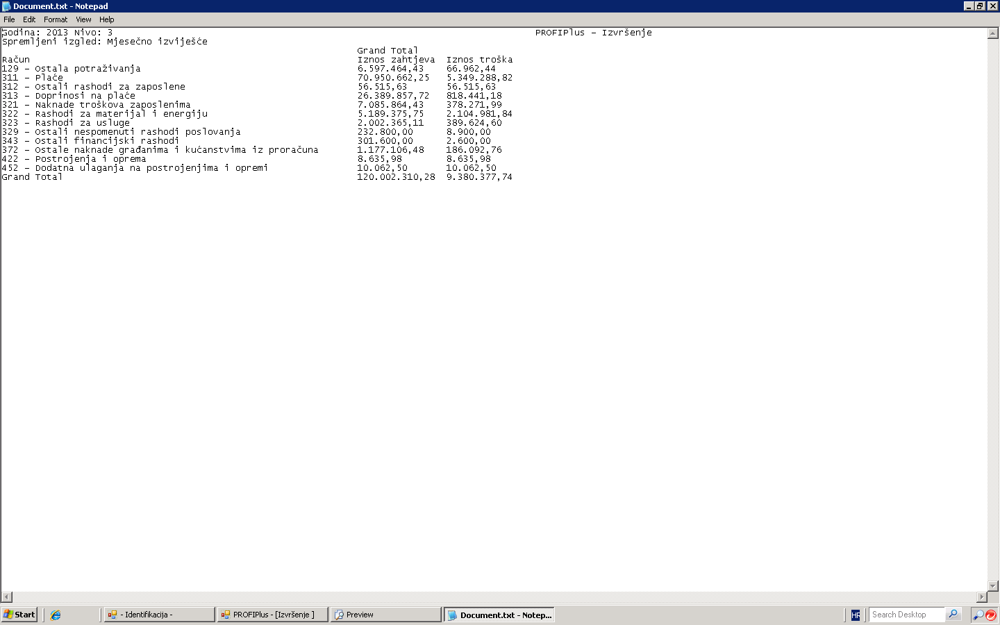 Document.txt - Notepad
File Edit Format View Help
Godina: 2013 Nivo: 3 PROFIPlus - Izvršenje
Spremljeni izgled: Mjesečno izviješće
Grand Total
Račun Iznos zahtjeva Iznos troška
129 - Ostala potraživanja 6.597.464,43 66.962,44
311 - Plaće 70.950.662,25 5.349.288,82
312 - Ostali rashodi za zaposlene 56.515,63 56.515,63
313 - Doprinosi na plaće 26.389.857,72 818.441,18
321 - Naknade troškova zaposlenima 7.085.864,43 378.271,99
322 - Rashodi za materijal i energiju 5.189.375,75 2.104.981,84
323 - Rashodi za usluge 2.002.365,11 389.624,60
329 - Ostali nespomenuti rashodi poslovanja 232.800,00 8.900,00
343 - Ostali financijski rashodi 301.600,00 2.600,00
372 - Ostale naknade građanima i kućanstvima iz proračuna 1.177.106,48 186.092,76
422 - Postrojenja i oprema 8.635,98 8.635,98
452 - Dodatna ulaganja na postrojenjima i opremi 10.062,50 10.062,50
Grand Total 120.002.310,28 9.380.377,74
Start - Identifikacija - PROFIPlus - [Izvršenje ] Preview Document.txt - Notep... HR Search Desktop